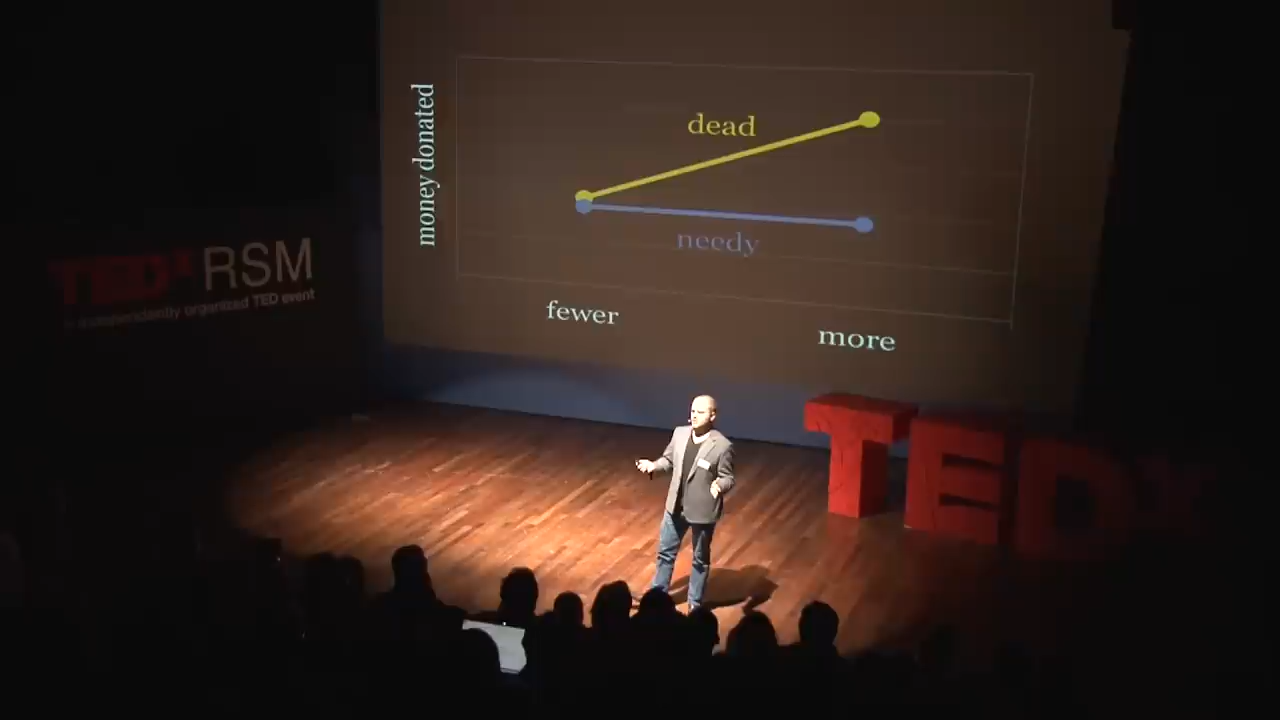 money donated
dead
needy
fewer
more
TEDx RSM
independently organized TED event
TEDx